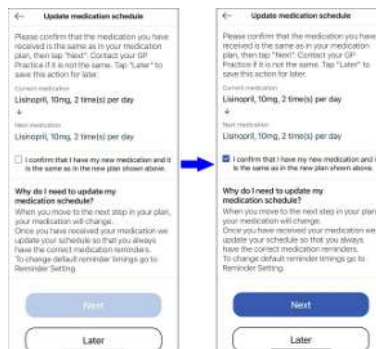 Update medication schedule
Please confirm that the medication you have
received is the same as in your medication
plan, then tap "Next". Contact your GP
Practice if it is not the same. Tap "Later" to
save this action for later.
Current medication
Lisinopril, 10mg, 2 time(s) per day
Next medication
Lisinopril, 10mg, 2 time(s) per day
I confirm that I have my new medication and it
is the same as in the new plan shown above.
Why do I need to update my
medication schedule?
When you move to the next step in your plan,
your medication will change.
Once you have received your medication we
update your schedule so that you always
have the correct medication reminders.
To change default reminder timings go to
Reminder Setting.
Next
Later
Update medication schedule
Please confirm that the medication you have
received is the same as in your medication
plan, then tap "Next". Contact your GP
Practice if it is not the same. Tap "Later" to
save this action for later.
Current medication
Lisinopril, 10mg, 2 time(s) per day
Next medication
Lisinopril, 10mg, 2 time(s) per day
I confirm that I have my new medication and i
is the same as in the new plan shown above.
Why do I need to update my
medication schedule?
When you move to the next step in your plan
your medication will change.
Once you have received your medication we
update your schedule so that you always
have the correct medication reminders.
To change default reminder timings go to
Reminder Setting.
Next
Later